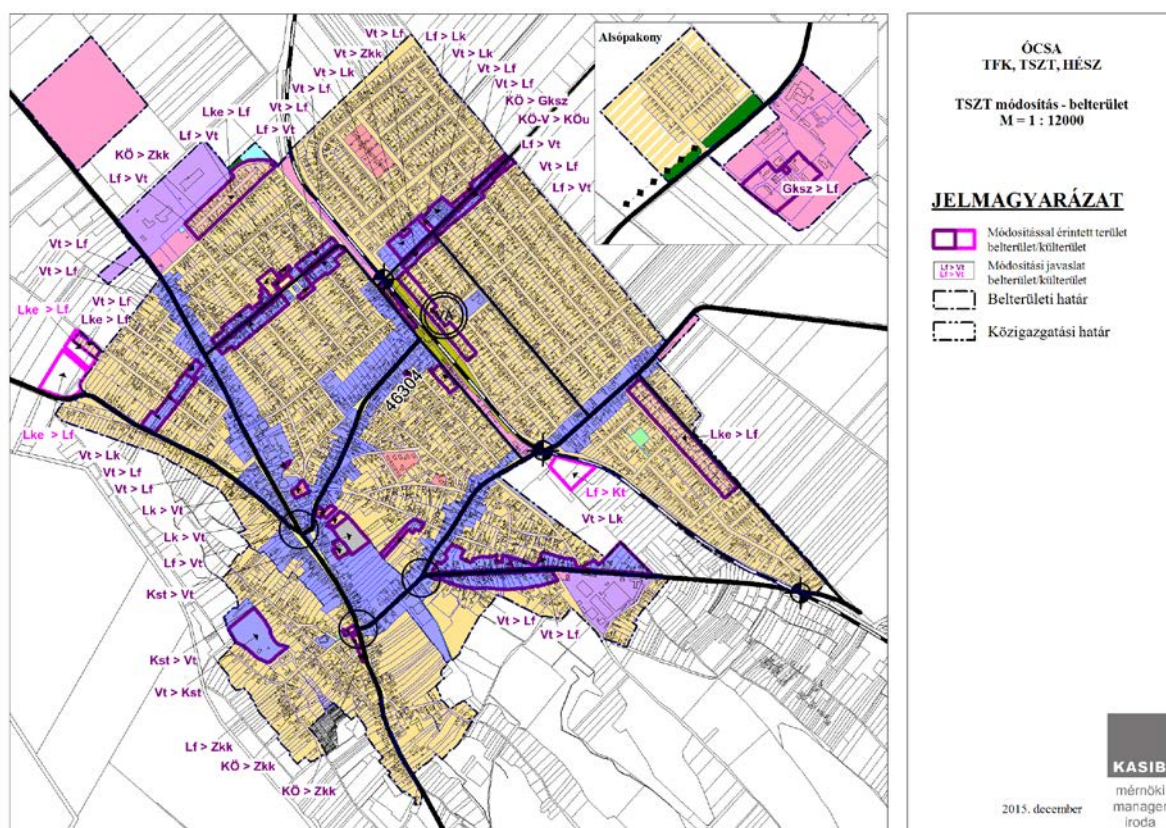 Vt > Lf
Vt > Zkk
Vt > Lk
Vt > Lf
Vt > Lf
Lke > Lf
Lf > Vt
Lf > Vt
KÖ > Zkk
Lf > Vt
Lf > Lk
Vt > Lf
Vt > Lf
KÖ > Gksz
KÖ-V > KÖu
Lf > Vt
Vt > Lf
Lf > Vt
Alsópakony
Gksz > Lf
Vt > Lf
Vt > Lf
Vt > Lf
Lke > Lf
Lke > Lf
46304
Lke > Lf
Lke > Lf
Lf > Kt
Vt > Lk
Vt > Lk
Vt > Lf
Vt > Lf
Lk > Vt
Lk > Vt
Lf > Vt
Kst > Vt
Kst > Vt
Vt > Kst
Vt > Lf
Vt > Lf
Lf > Zkk
KÖ > Zkk
KÖ > Zkk
ÓCSA
TFK, TSZT, HÉSZ
TSZT módosítás - belterület
M = 1 : 12000
JELMAGYARÁZAT
Módosítással érintett terület
belterület/külterület
Lf > Vt
Lf > Vt
Módosítási javaslat
belterület/külterület
Belterületi határ
Közigazgatási határ
2015. december
KASIB
mérnöki
manager
iroda